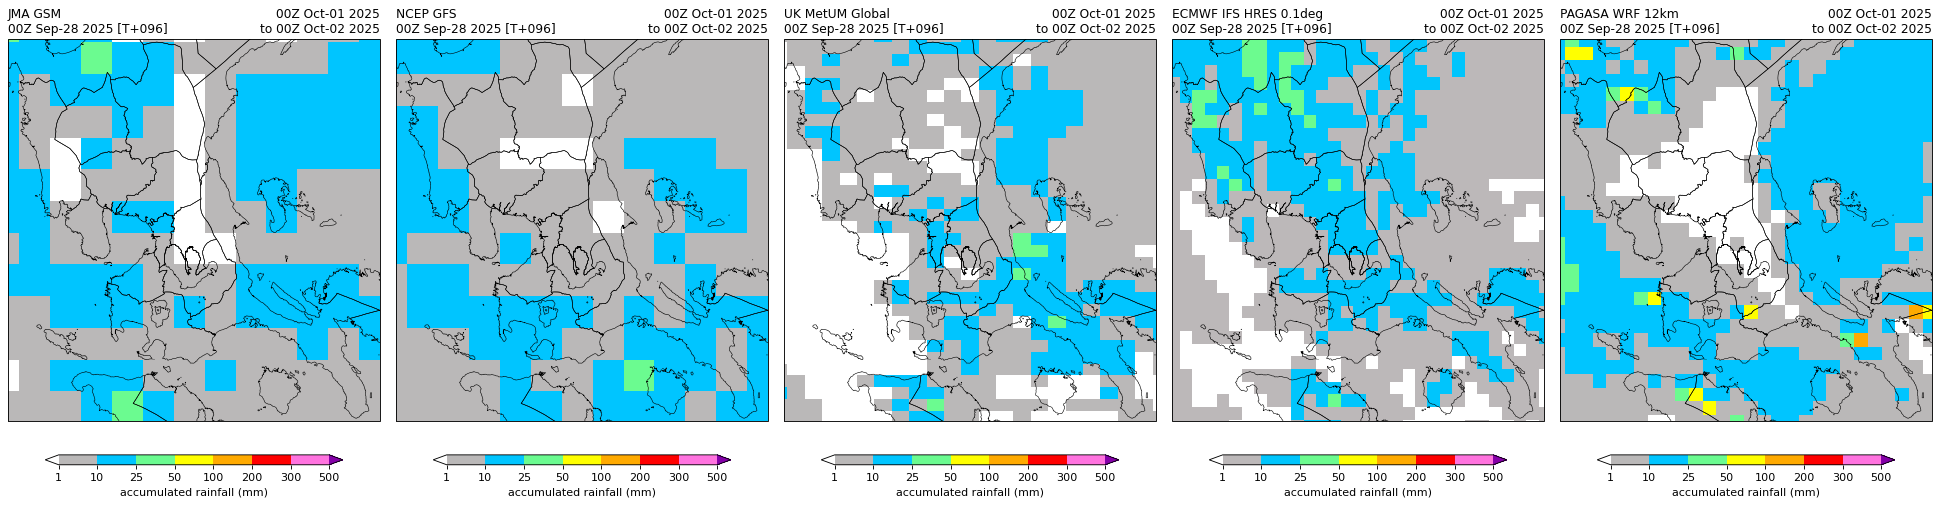 JMA GSM 00Z Oct-01 2025
00Z Sep-28 2025 [T+096] to 00Z Oct-02 2025
1 10 25 50 100 200 300 500
accumulated rainfall (mm)
NCEP GFS 00Z Oct-01 2025
00Z Sep-28 2025 [T+096] to 00Z Oct-02 2025
1 10 25 50 100 200 300 500
accumulated rainfall (mm)
UK MetUM Global 00Z Oct-01 2025
00Z Sep-28 2025 [T+096] to 00Z Oct-02 2025
1 10 25 50 100 200 300 500
accumulated rainfall (mm)
ECMWF IFS HRES 0.1deg 00Z Oct-01 2025
00Z Sep-28 2025 [T+096] to 00Z Oct-02 2025
1 10 25 50 100 200 300 500
accumulated rainfall (mm)
PAGASA WRF 12km 00Z Oct-01 2025
00Z Sep-28 2025 [T+096] to 00Z Oct-02 2025
1 10 25 50 100 200 300 500
accumulated rainfall (mm)